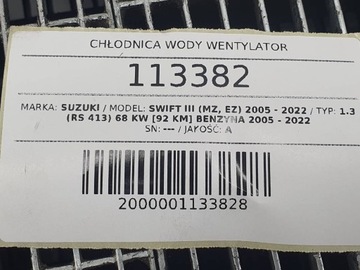 CHŁODNICA WODY WENTYLATOR
113382
MARKA: SUZUKI / MODEL: SWIFT III (MZ, EZ) 2005 - 2022 / TYP: 1.3
(RS 413) 68 KW [92 KM] BENZYNA 2005 - 2022
SN: --- / JAKOŚĆ: A
2000001133828